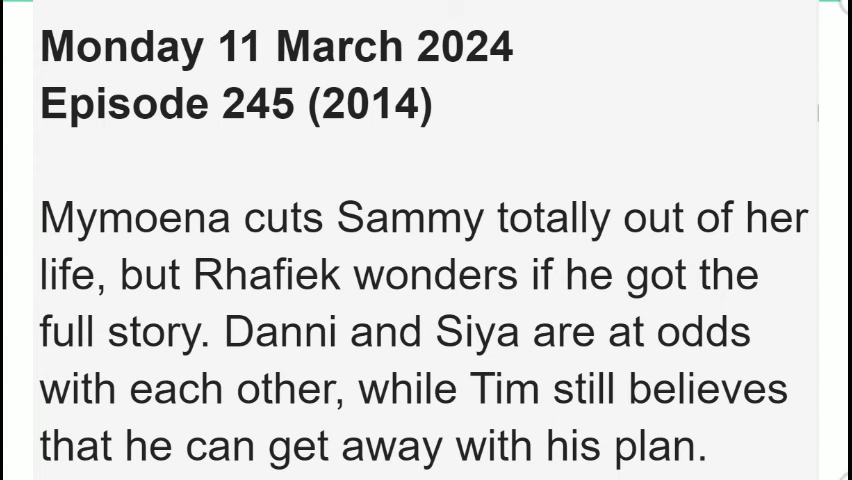 Monday 11 March 2024
Episode 245 (2014)
Mymoena cuts Sammy totally out of her
life, but Rhafiek wonders if he got the
full story. Danni and Siya are at odds
with each other, while Tim still believes
that he can get away with his plan.